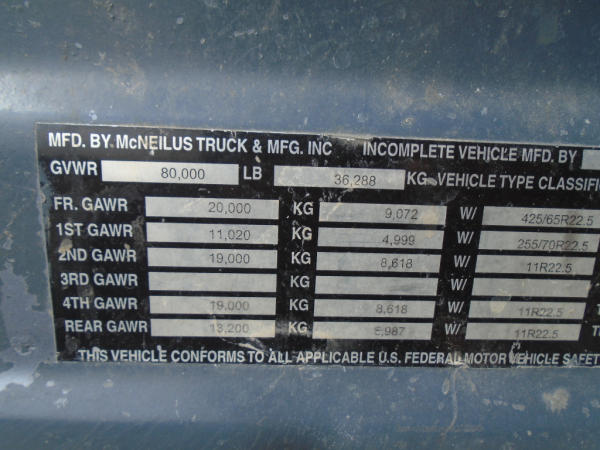 MFD. BY McNEILUS TRUCK & MFG. INC INCOMPLETE VEHICLE MFD. BY
GVWR 80,000 LB 36,288 KG VEHICLE TYPE CLASSIFI
FR. GAWR 20,000 KG 9,072 W/ 425/65R22.5
1ST GAWR 11,020 KG 4,999 W/ 255/70R22.5
2ND GAWR 19,000 KG 8,618 W/ 11R22.5
3RD GAWR KG W/
4TH GAWR 19,000 KG 8,618 W/ 11R22.5
REAR GAWR 13,200 KG 5,987 W/ 11R22.5
THIS VEHICLE CONFORMS TO ALL APPLICABLE U.S. FEDERAL MOTOR VEHICLE SAFET